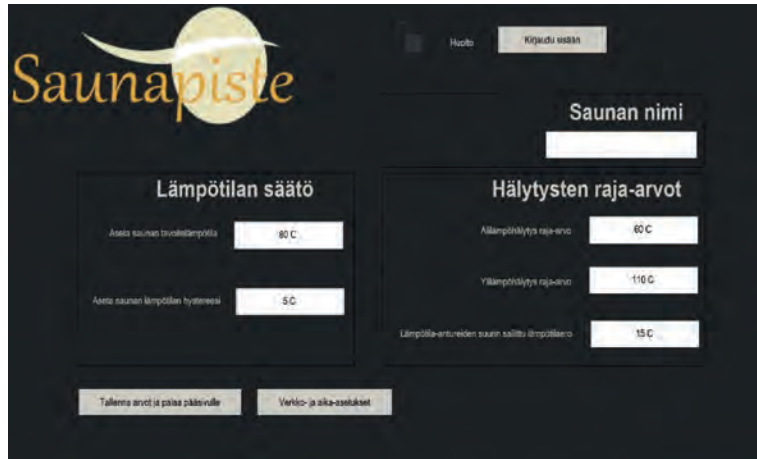 Saunapiste
Huolto
Kirjaudu sisään
Saunan nimi
Lämpötilan säätö
Aseta saunan tavoitelämpötila
80 C
Aseta saunan lämpötilan hystereesi
5 C
Hälytysten raja-arvot
Alilämpöhälytys raja-arvo
60 C
Ylilämpöhälytys raja-arvo
110 C
Lämpötila-antureiden suurin sallittu lämpötilaero
15 C
Tallenna arvot ja palaa pääsivulle
Verkko- ja aika-asetukset